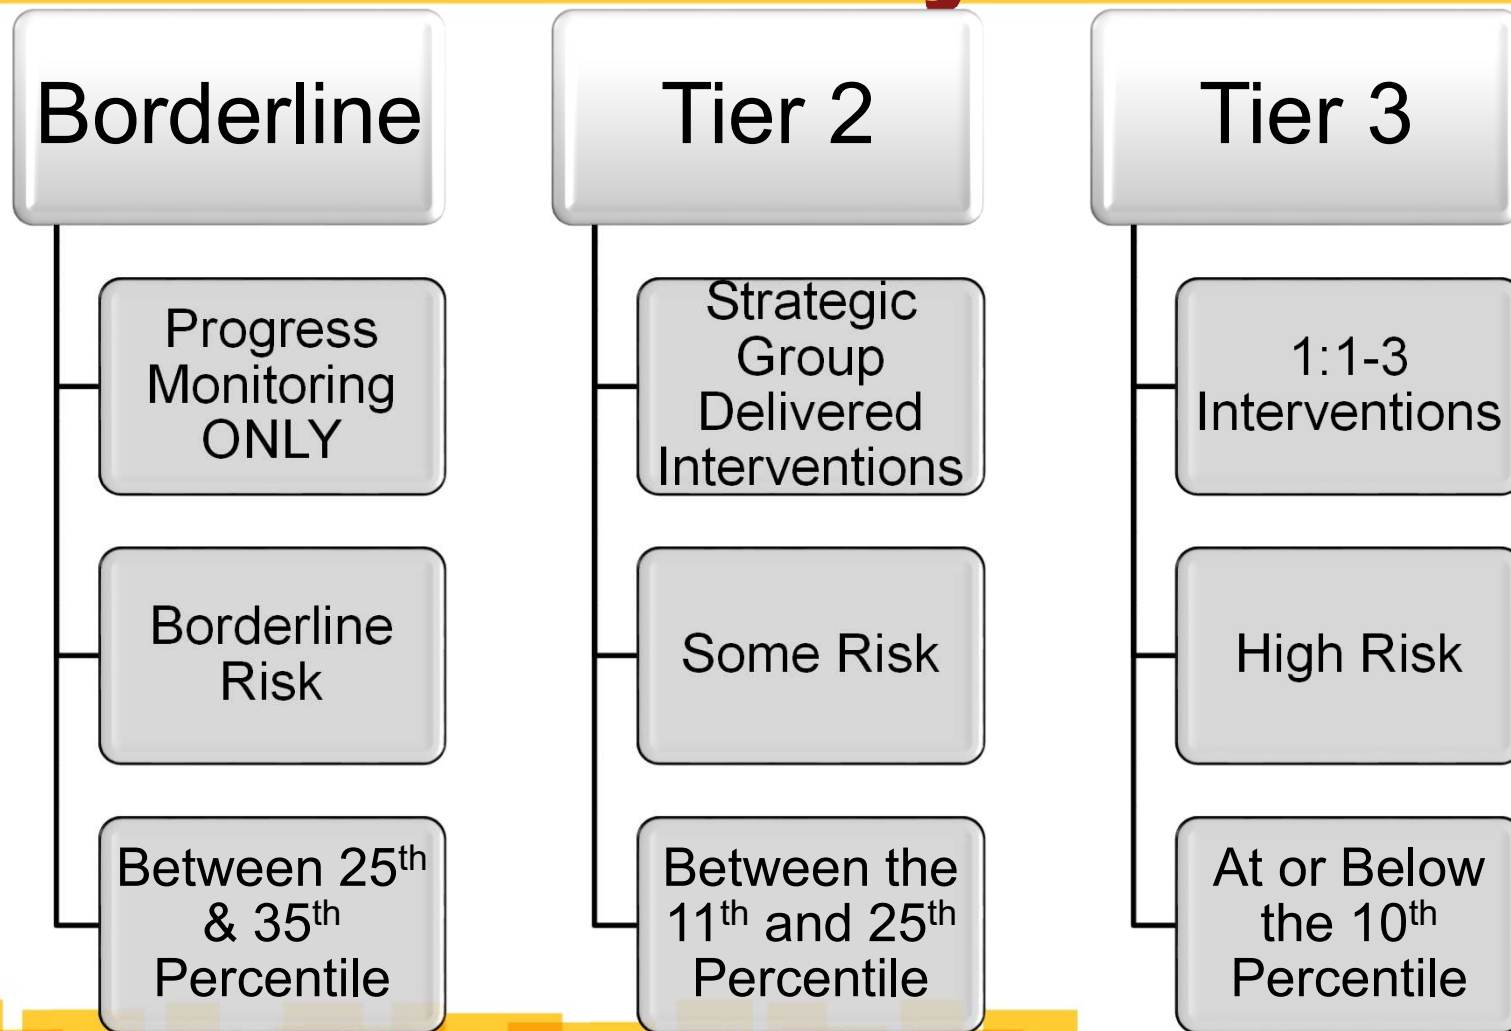 Borderline
Progress
Monitoring
ONLY
Borderline
Risk
Between 25th
& 35th
Percentile
Tier 2
Strategic
Group
Delivered
Interventions
Some Risk
Between the
11th and 25th
Percentile
Tier 3
1:1-3
Interventions
High Risk
At or Below
the 10th
Percentile